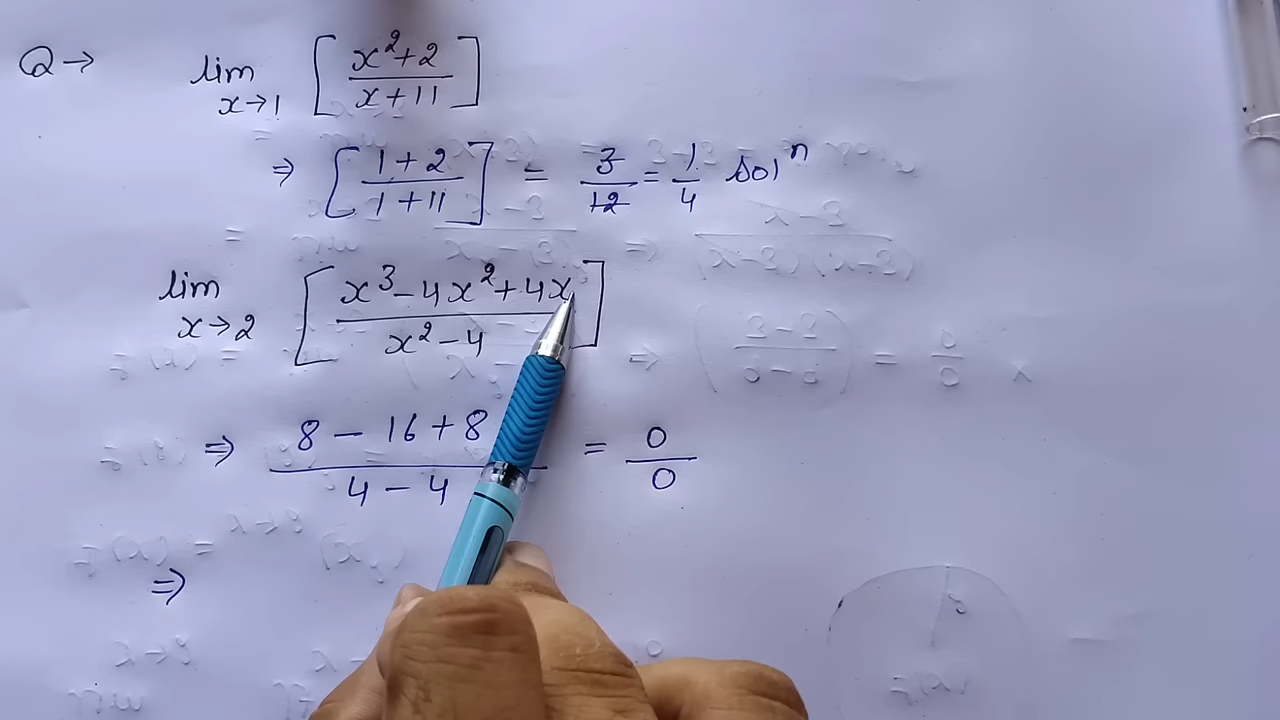 Q → lim x→1 [x²+2 / x+11]
⇒ [1+2 / 1+11] = 3/12 = 1/4 solⁿ
lim x→2 [x³-4x²+4x / x²-4]
⇒ 8-16+8 / 4-4 = 0/0
⇒